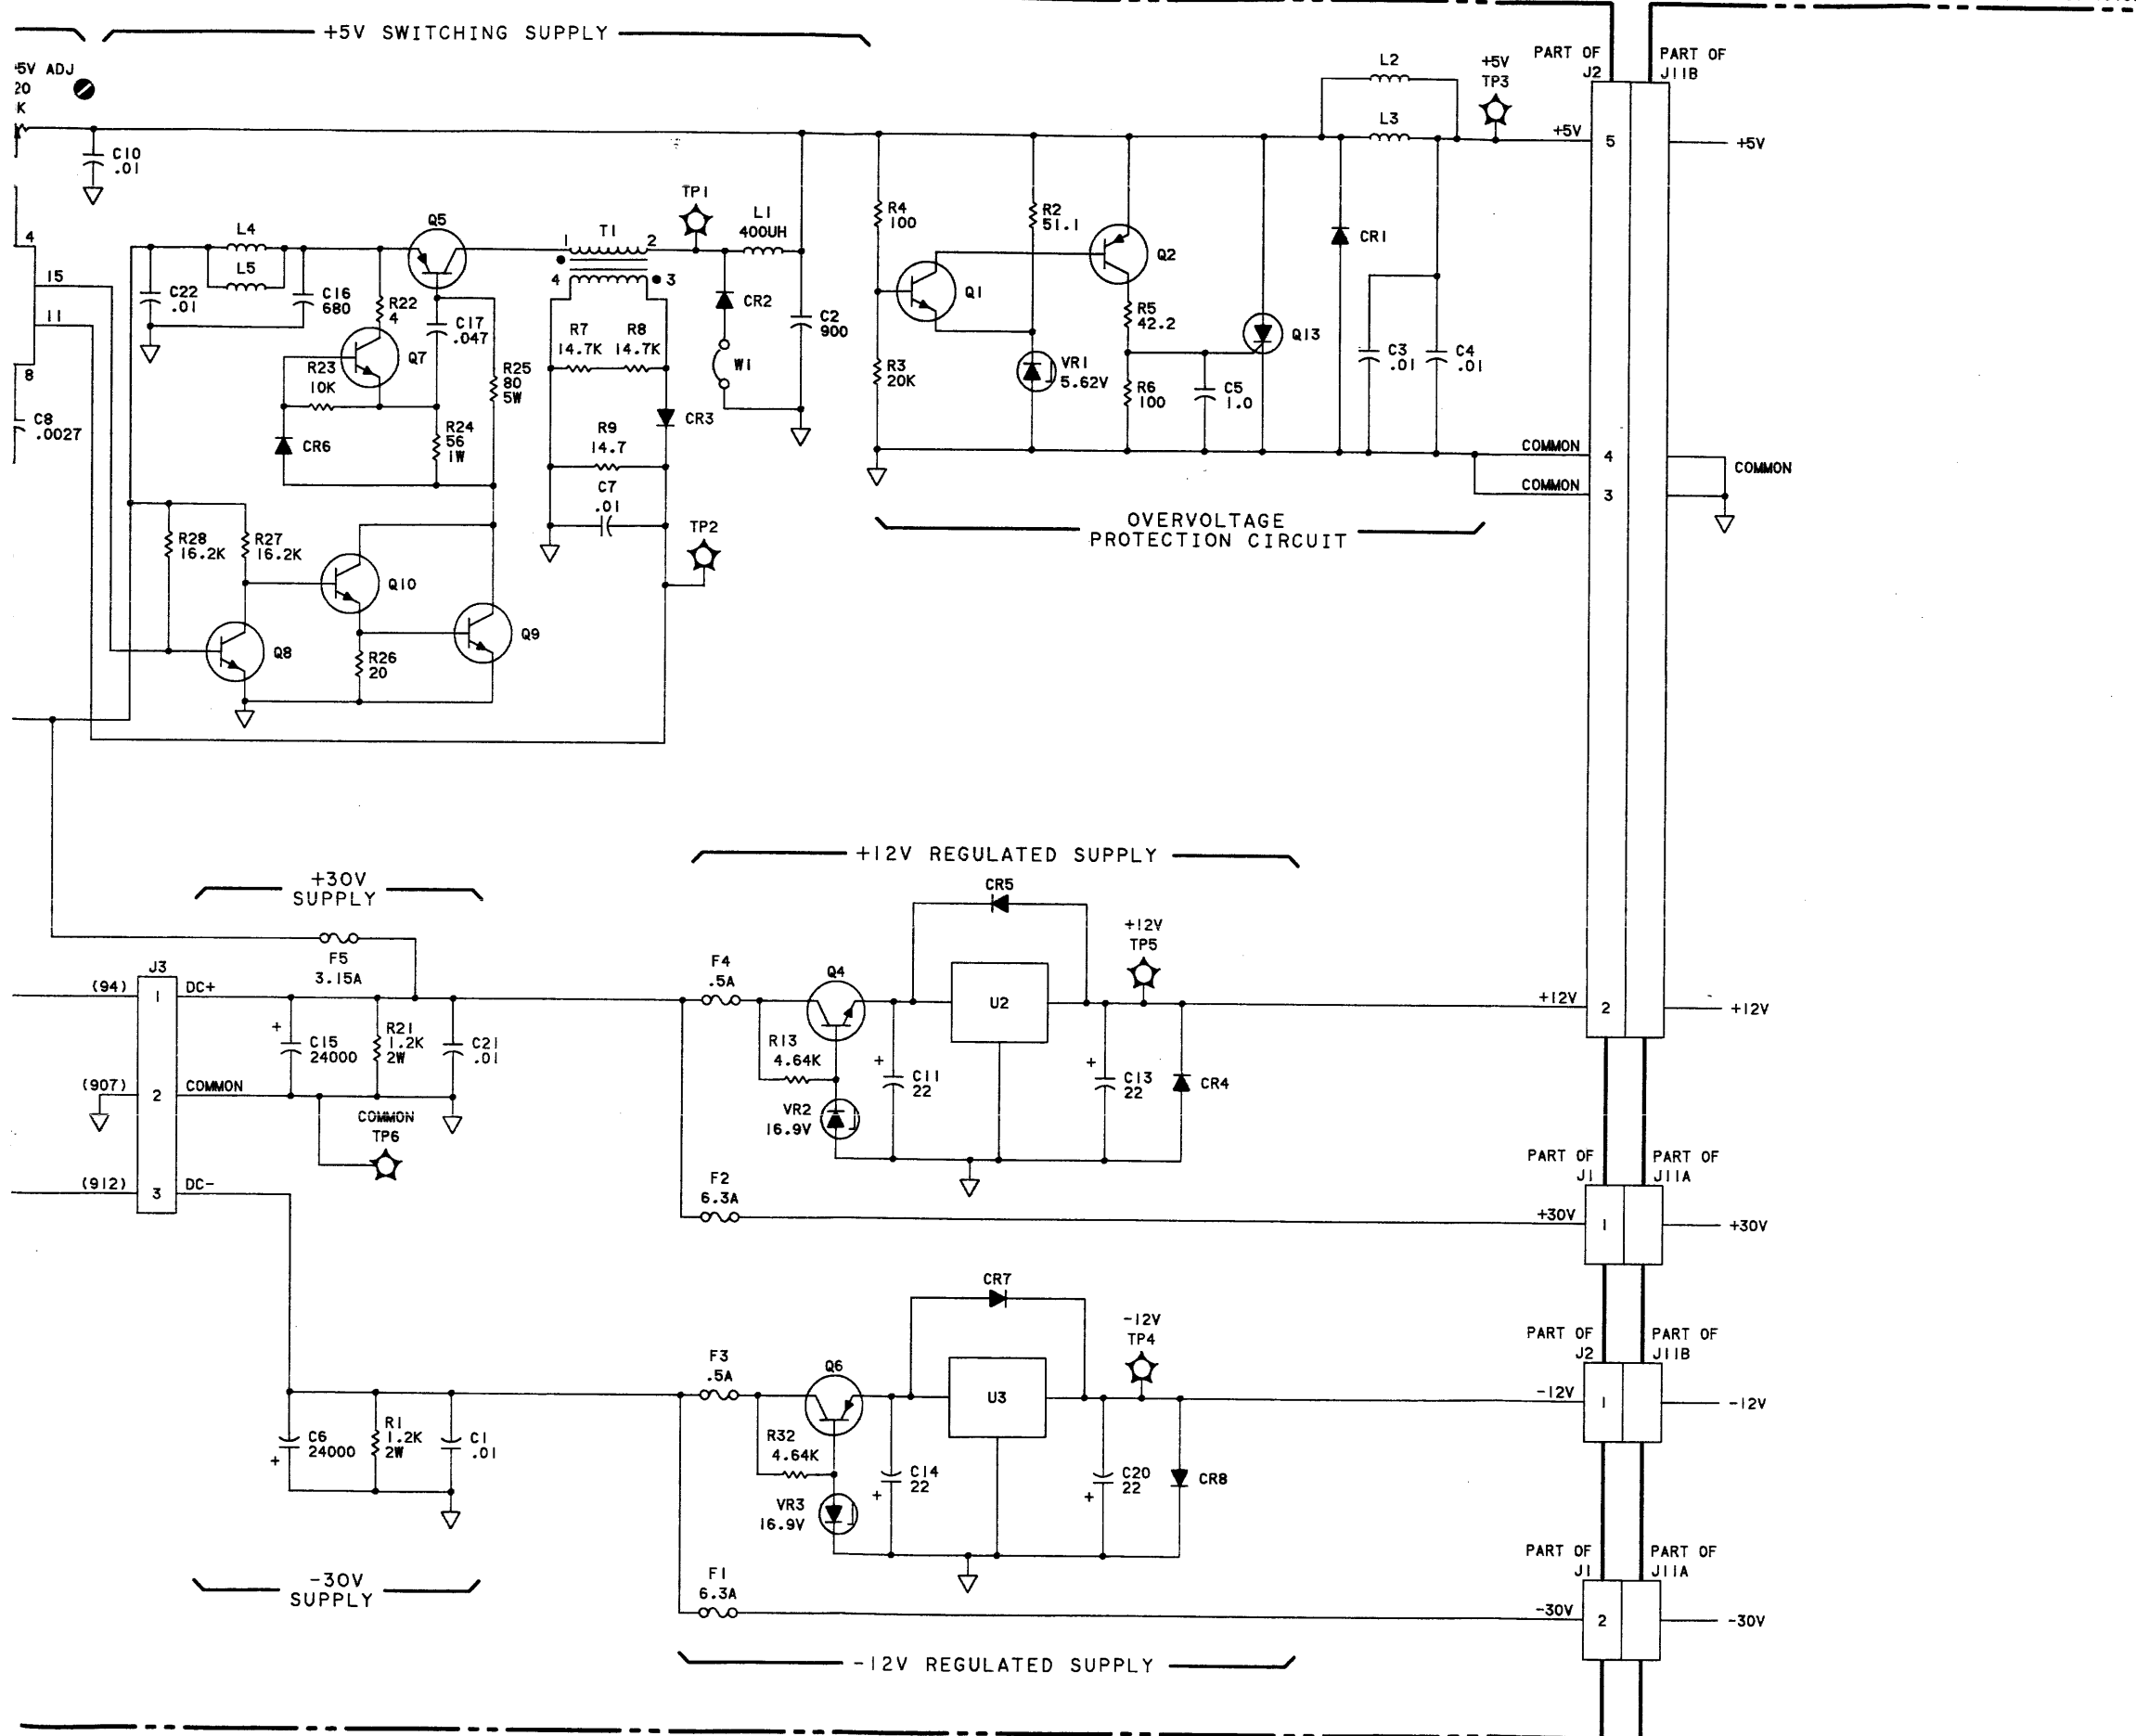 +5V SWITCHING SUPPLY
5V ADJ
20
K
C10
.01
4
15
11
8
C8
.0027
L4
L5
C22
.01
C16
680
Q5
R22
4
C17
.047
Q7
R23
10K
R25
80
5W
CR6
R24
56
1W
R28
16.2K
R27
16.2K
Q10
Q8
R26
20
Q9
1
T1
2
4
3
R7
14.7K
R8
14.7K
CR3
R9
14.7
C7
.01
TP2
TP1
L1
400UH
CR2
W1
C2
900
R4
100
Q1
R3
20K
R2
51.1
VR1
5.62V
Q2
R5
42.2
R6
100
C5
1.0
Q13
CR1
L2
L3
C3
.01
C4
.01
+5V
TP3
PART OF
J2
PART OF
J11B
+5V
5
+5V
COMMON
4
COMMON
COMMON
3
OVERVOLTAGE
PROTECTION CIRCUIT
+30V
SUPPLY
F5
3.15A
J3
(94)
1
DC+
C15
+
24000
R21
1.2K
2W
C21
.01
(907)
2
COMMON
COMMON
TP6
(912)
3
DC-
+12V REGULATED SUPPLY
CR5
F4
.5A
Q4
U2
+12V
TP5
R13
4.64K
VR2
16.9V
+
C11
22
+
C13
22
CR4
+12V
2
+12V
F2
6.3A
PART OF
J1
PART OF
J11A
+30V
1
+30V
CR7
F3
.5A
Q6
U3
-12V
TP4
R32
4.64K
VR3
16.9V
C14
22
+
C20
22
+
CR8
PART OF
J2
PART OF
J11B
-12V
1
-12V
C6
24000
+
R1
1.2K
2W
C1
.01
-30V
SUPPLY
F1
6.3A
PART OF
J1
PART OF
J11A
-30V
2
-30V
-12V REGULATED SUPPLY